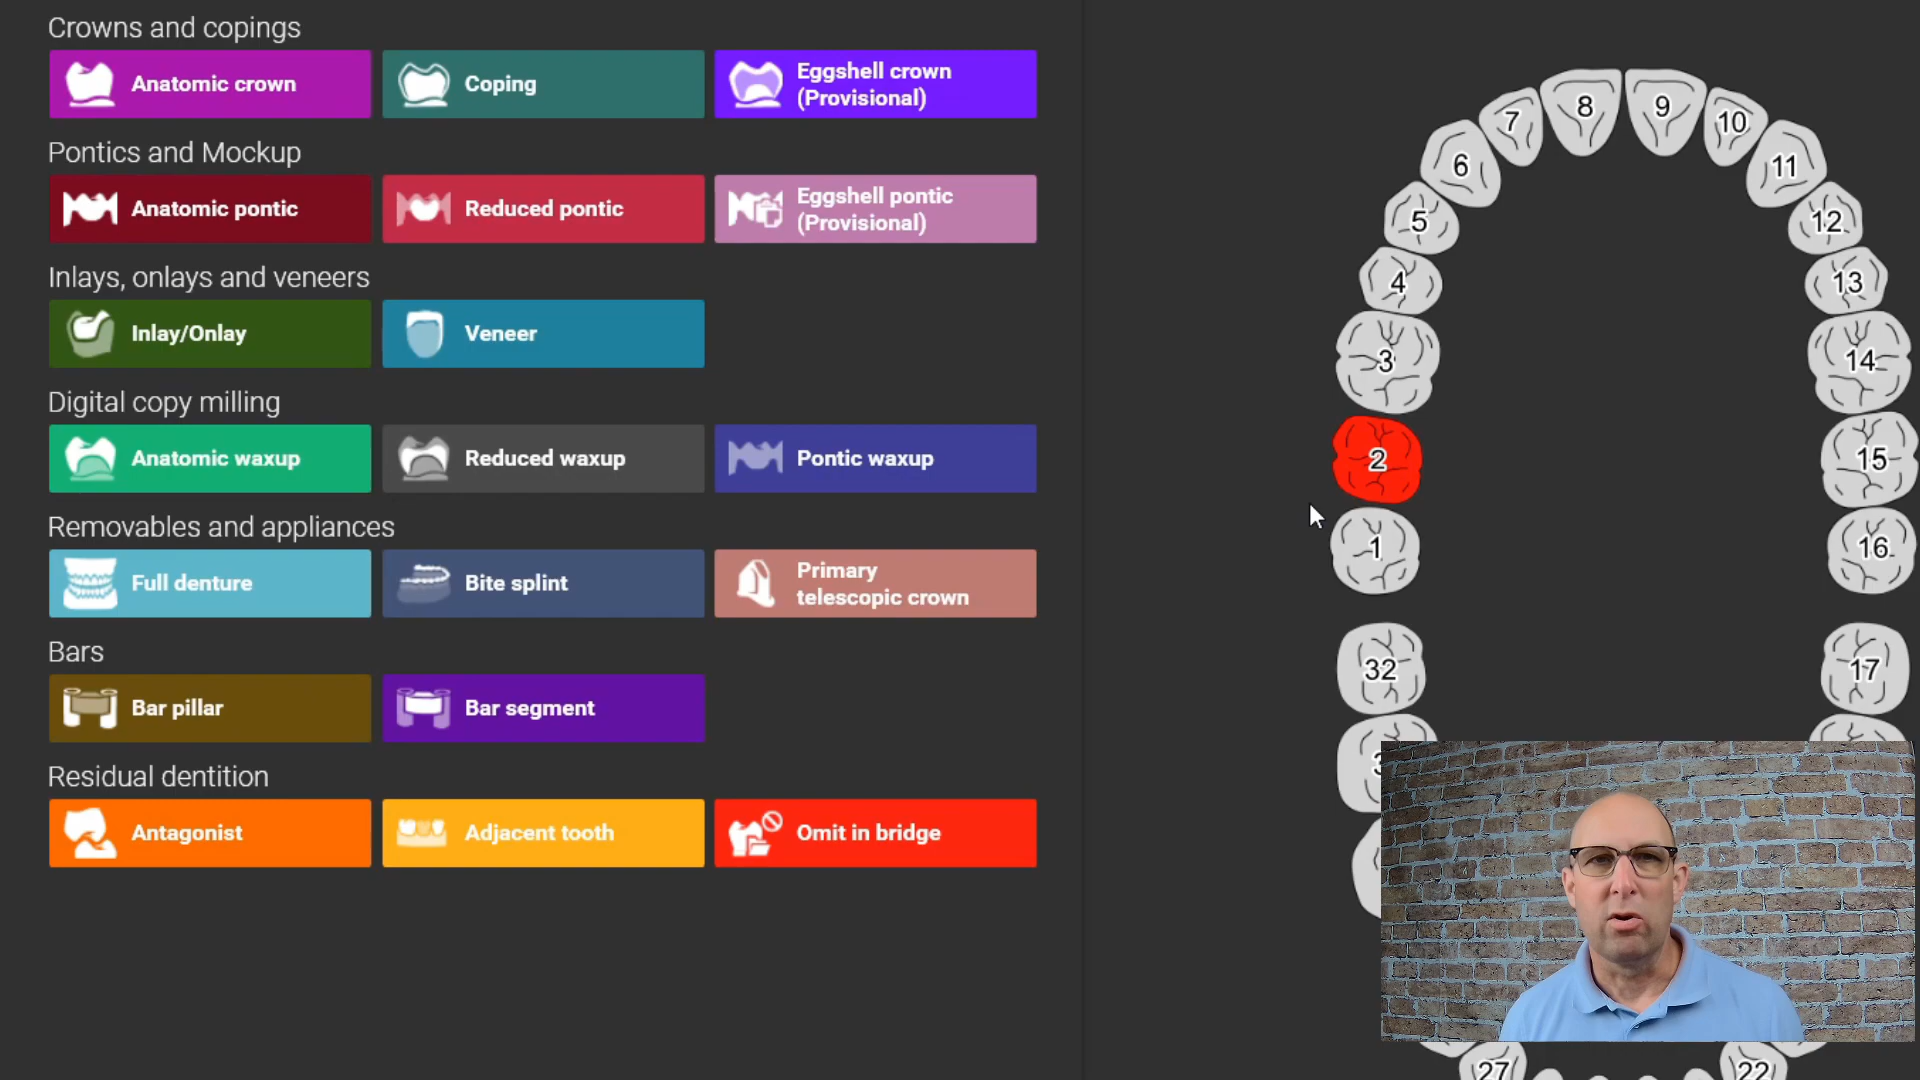 Crowns and copings
Anatomic crown
Coping
Eggshell crown
(Provisional)
Pontics and Mockup
Anatomic pontic
Reduced pontic
Eggshell pontic
(Provisional)
Inlays, onlays and veneers
Inlay/Onlay
Veneer
Digital copy milling
Anatomic waxup
Reduced waxup
Pontic waxup
Removables and appliances
Full denture
Bite splint
Primary
telescopic crown
Bars
Bar pillar
Bar segment
Residual dentition
Antagonist
Adjacent tooth
Omit in bridge
8
9
7
10
6
11
5
12
4
13
3
14
2
15
1
16
32
17
27
22